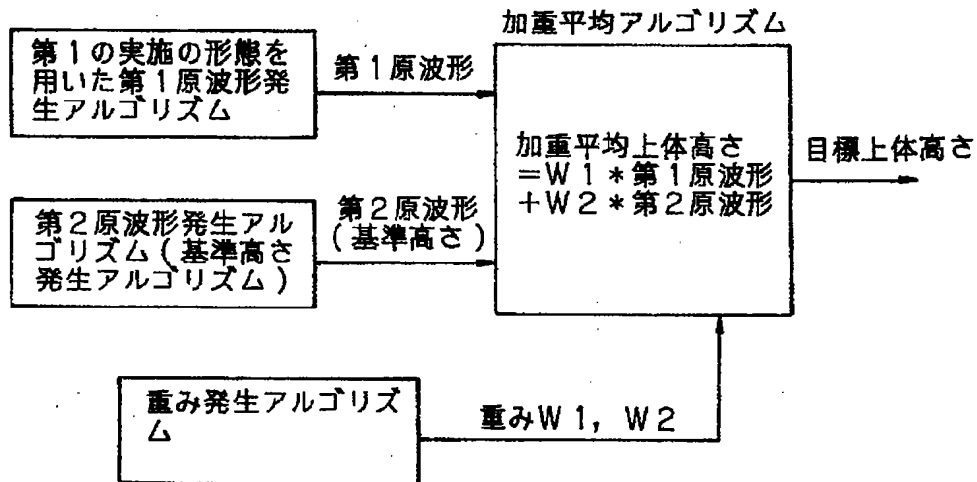 加重平均アルゴリズム
第１の実施の形態を
用いた第１原波形発
生アルゴリズム
第１原波形
加重平均上体高さ
＝Ｗ１＊第１原波形
＋Ｗ２＊第２原波形
目標上体高さ
第２原波形発生アル
ゴリズム（基準高さ
発生アルゴリズム）
第２原波形
（基準高さ）
重み発生アルゴリズ
ム
重みＷ１，Ｗ２